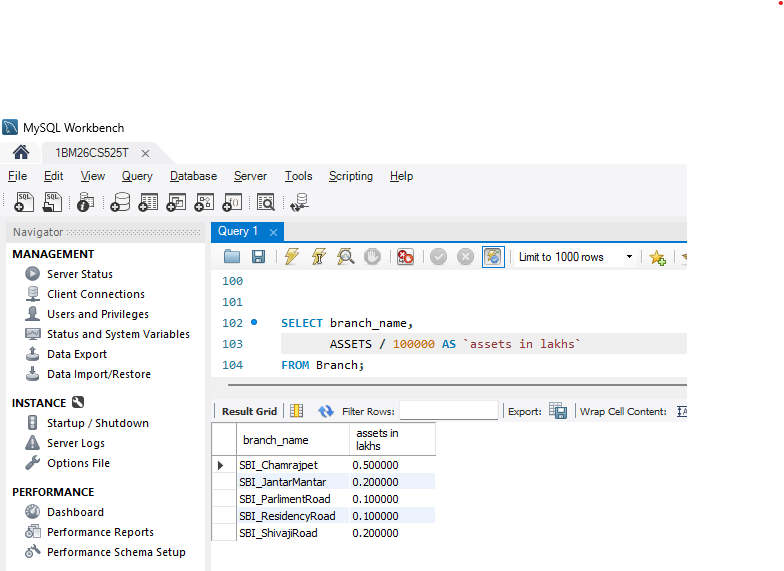 MySQL Workbench
1BM26CS525T
File Edit View Query Database Server Tools Scripting Help
Navigator
MANAGEMENT
Server Status
Client Connections
Users and Privileges
Status and System Variables
Data Export
Data Import/Restore
INSTANCE
Startup / Shutdown
Server Logs
Options File
PERFORMANCE
Dashboard
Performance Reports
Performance Schema Setup
Query 1
Limit to 1000 rows
100
101
102 SELECT branch_name,
103 ASSETS / 100000 AS `assets in lakhs`
104 FROM Branch;
Result Grid Filter Rows: Export: Wrap Cell Content:
branch_name assets in lakhs
SBI_Chamrajpet 0.500000
SBI_JantarMantar 0.200000
SBI_ParlimentRoad 0.100000
SBI_ResidencyRoad 0.100000
SBI_ShivajiRoad 0.200000